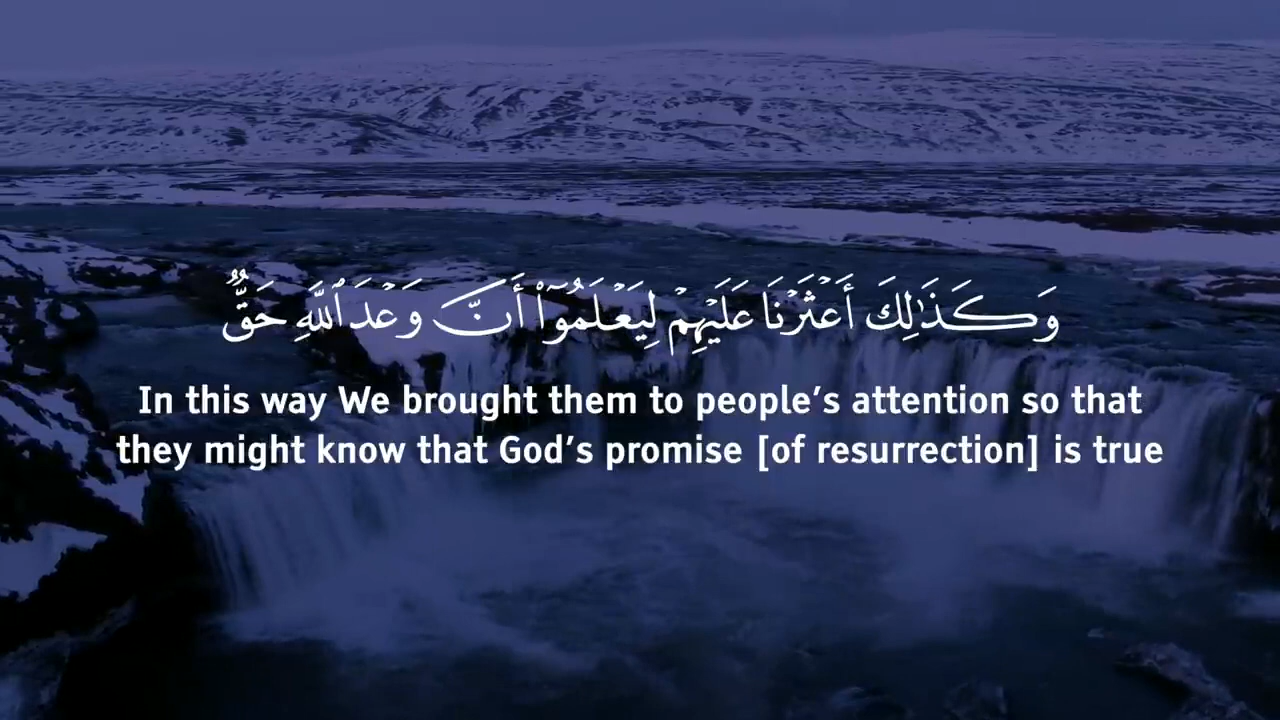 وَكَذَٰلِكَ أَعْثَرْنَا عَلَيْهِمْ لِيَعْلَمُوٓا۟ أَنَّ وَعْدَ ٱللَّهِ حَقٌّ
In this way We brought them to people’s attention so that
they might know that God’s promise [of resurrection] is true